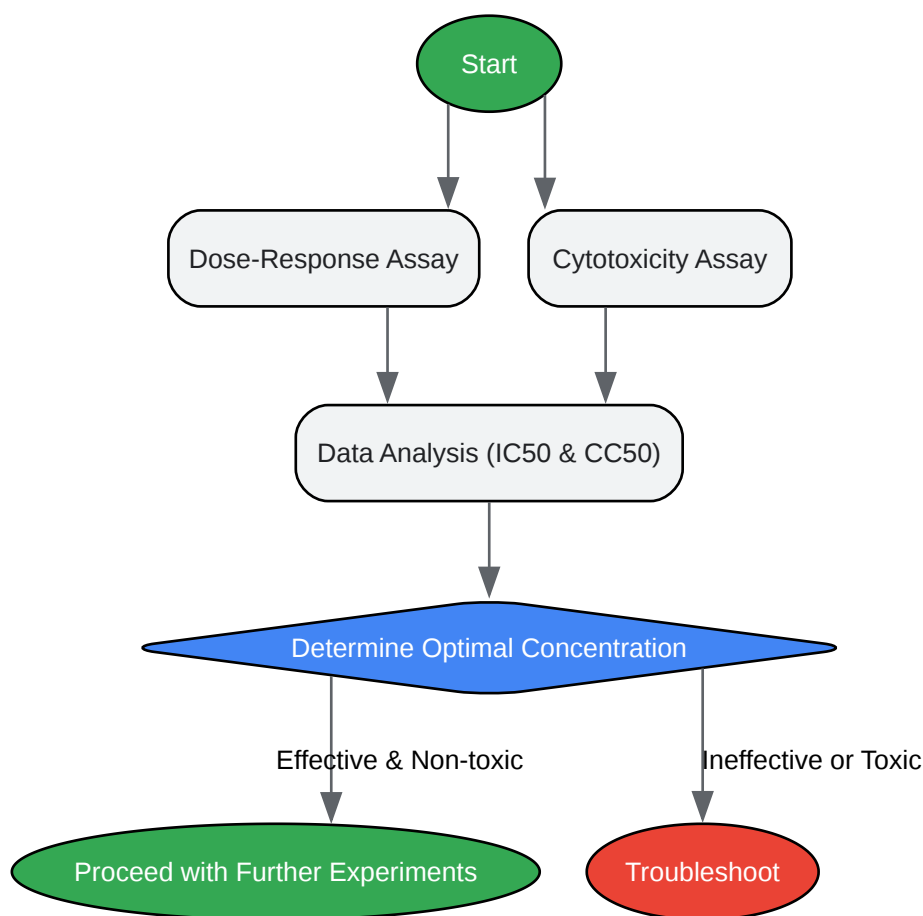 Start
Dose-Response Assay
Cytotoxicity Assay
Data Analysis (IC50 & CC50)
Determine Optimal Concentration
Effective & Non-toxic
Ineffective or Toxic
Proceed with Further Experiments
Troubleshoot